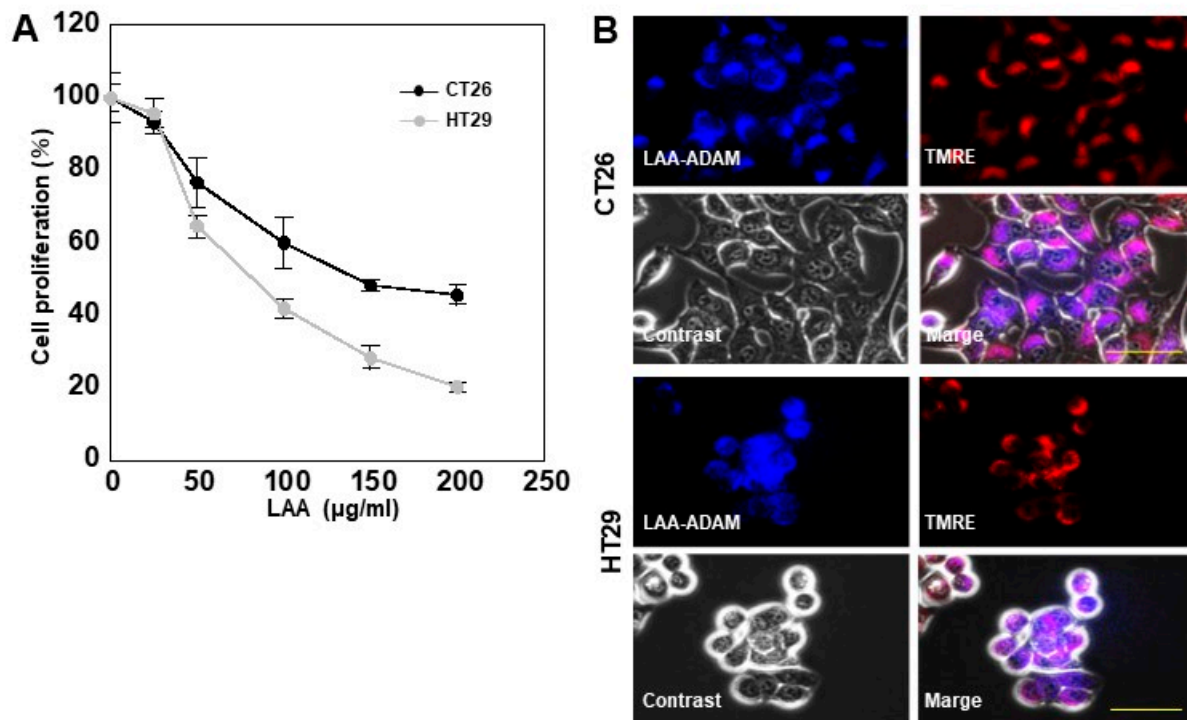 A
120
100
80
60
40
20
0
Cell proliferation (%)
CT26
HT29
0 50 100 150 200 250
LAA (µg/ml)
B
CT26
LAA-ADAM
TMRE
Contrast
Marge
HT29
LAA-ADAM
TMRE
Contrast
Marge